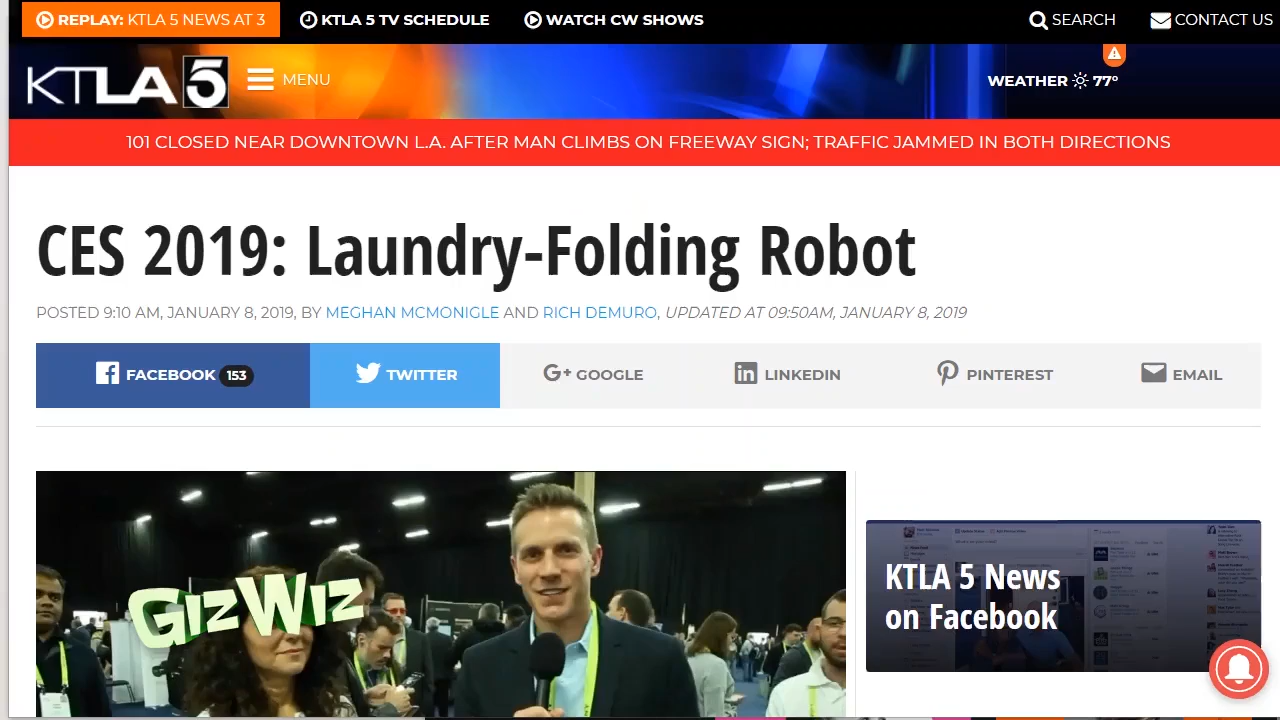 REPLAY: KTLA 5 NEWS AT 3
KTLA 5 TV SCHEDULE
WATCH CW SHOWS
SEARCH
CONTACT US
KTLA 5
MENU
WEATHER 77°
101 CLOSED NEAR DOWNTOWN L.A. AFTER MAN CLIMBS ON FREEWAY SIGN; TRAFFIC JAMMED IN BOTH DIRECTIONS
CES 2019: Laundry-Folding Robot
POSTED 9:10 AM, JANUARY 8, 2019, BY MEGHAN MCMONIGLE AND RICH DEMURO, UPDATED AT 09:50AM, JANUARY 8, 2019
FACEBOOK 153
TWITTER
G+ GOOGLE
in LINKEDIN
PINTEREST
EMAIL
GIZWIZ
KTLA 5 News
on Facebook